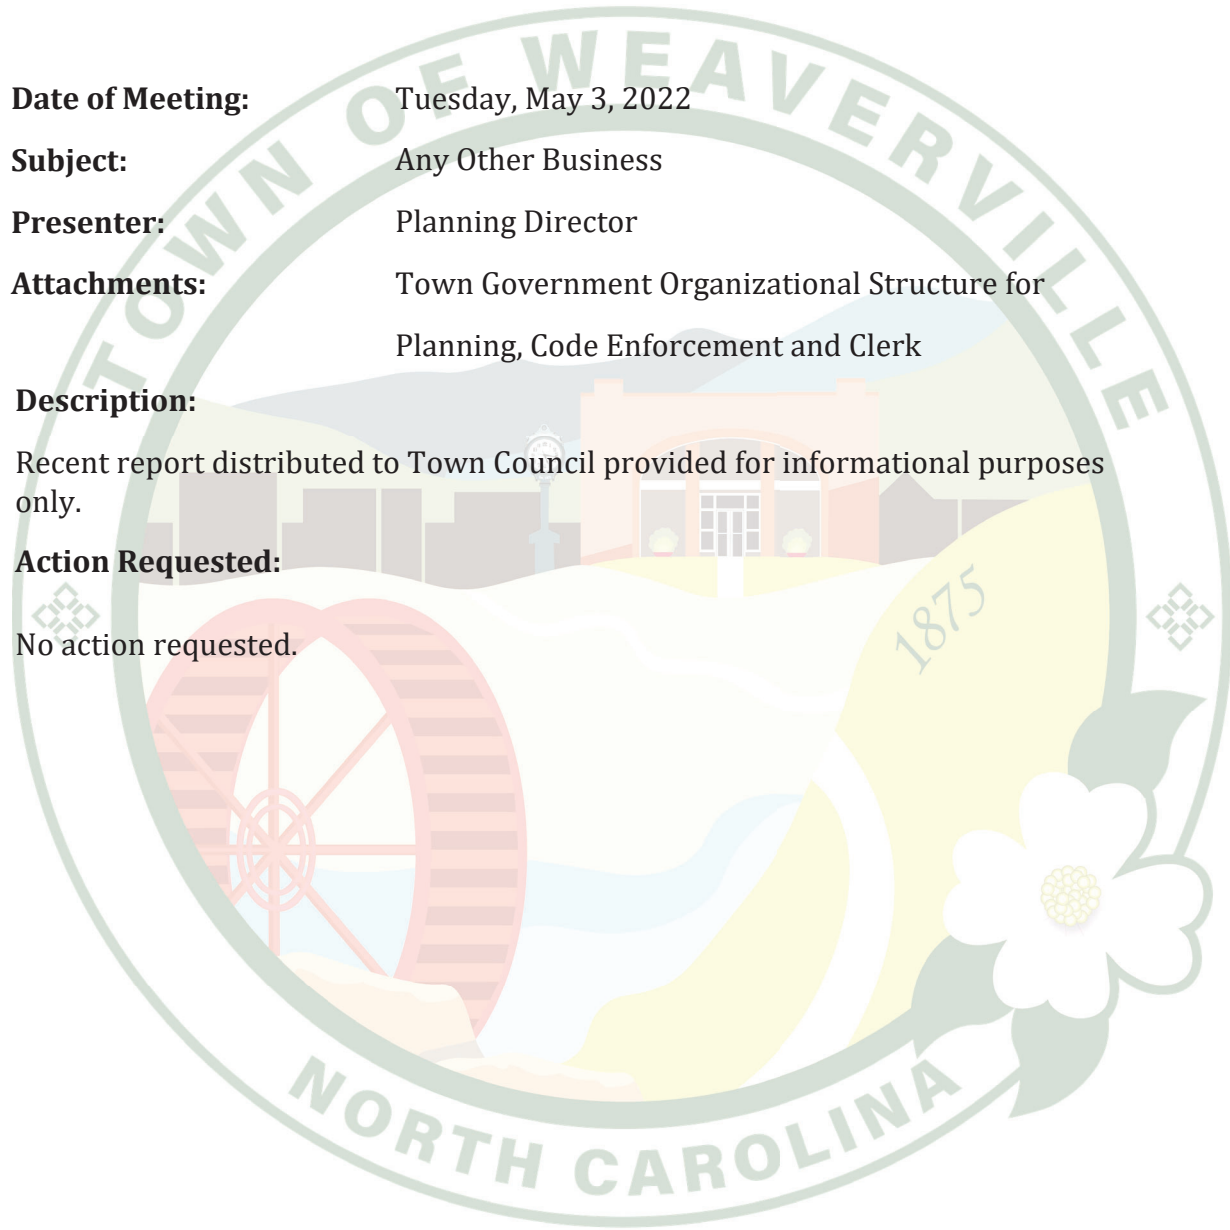 TOWN OF WEAVERVILLE
Date of Meeting: Tuesday, May 3, 2022
Subject: Any Other Business
Presenter: Planning Director
Attachments: Town Government Organizational Structure for
Planning, Code Enforcement and Clerk
Description:
Recent report distributed to Town Council provided for informational purposes
only.
Action Requested:
1875
No action requested.
NORTH CAROLINA